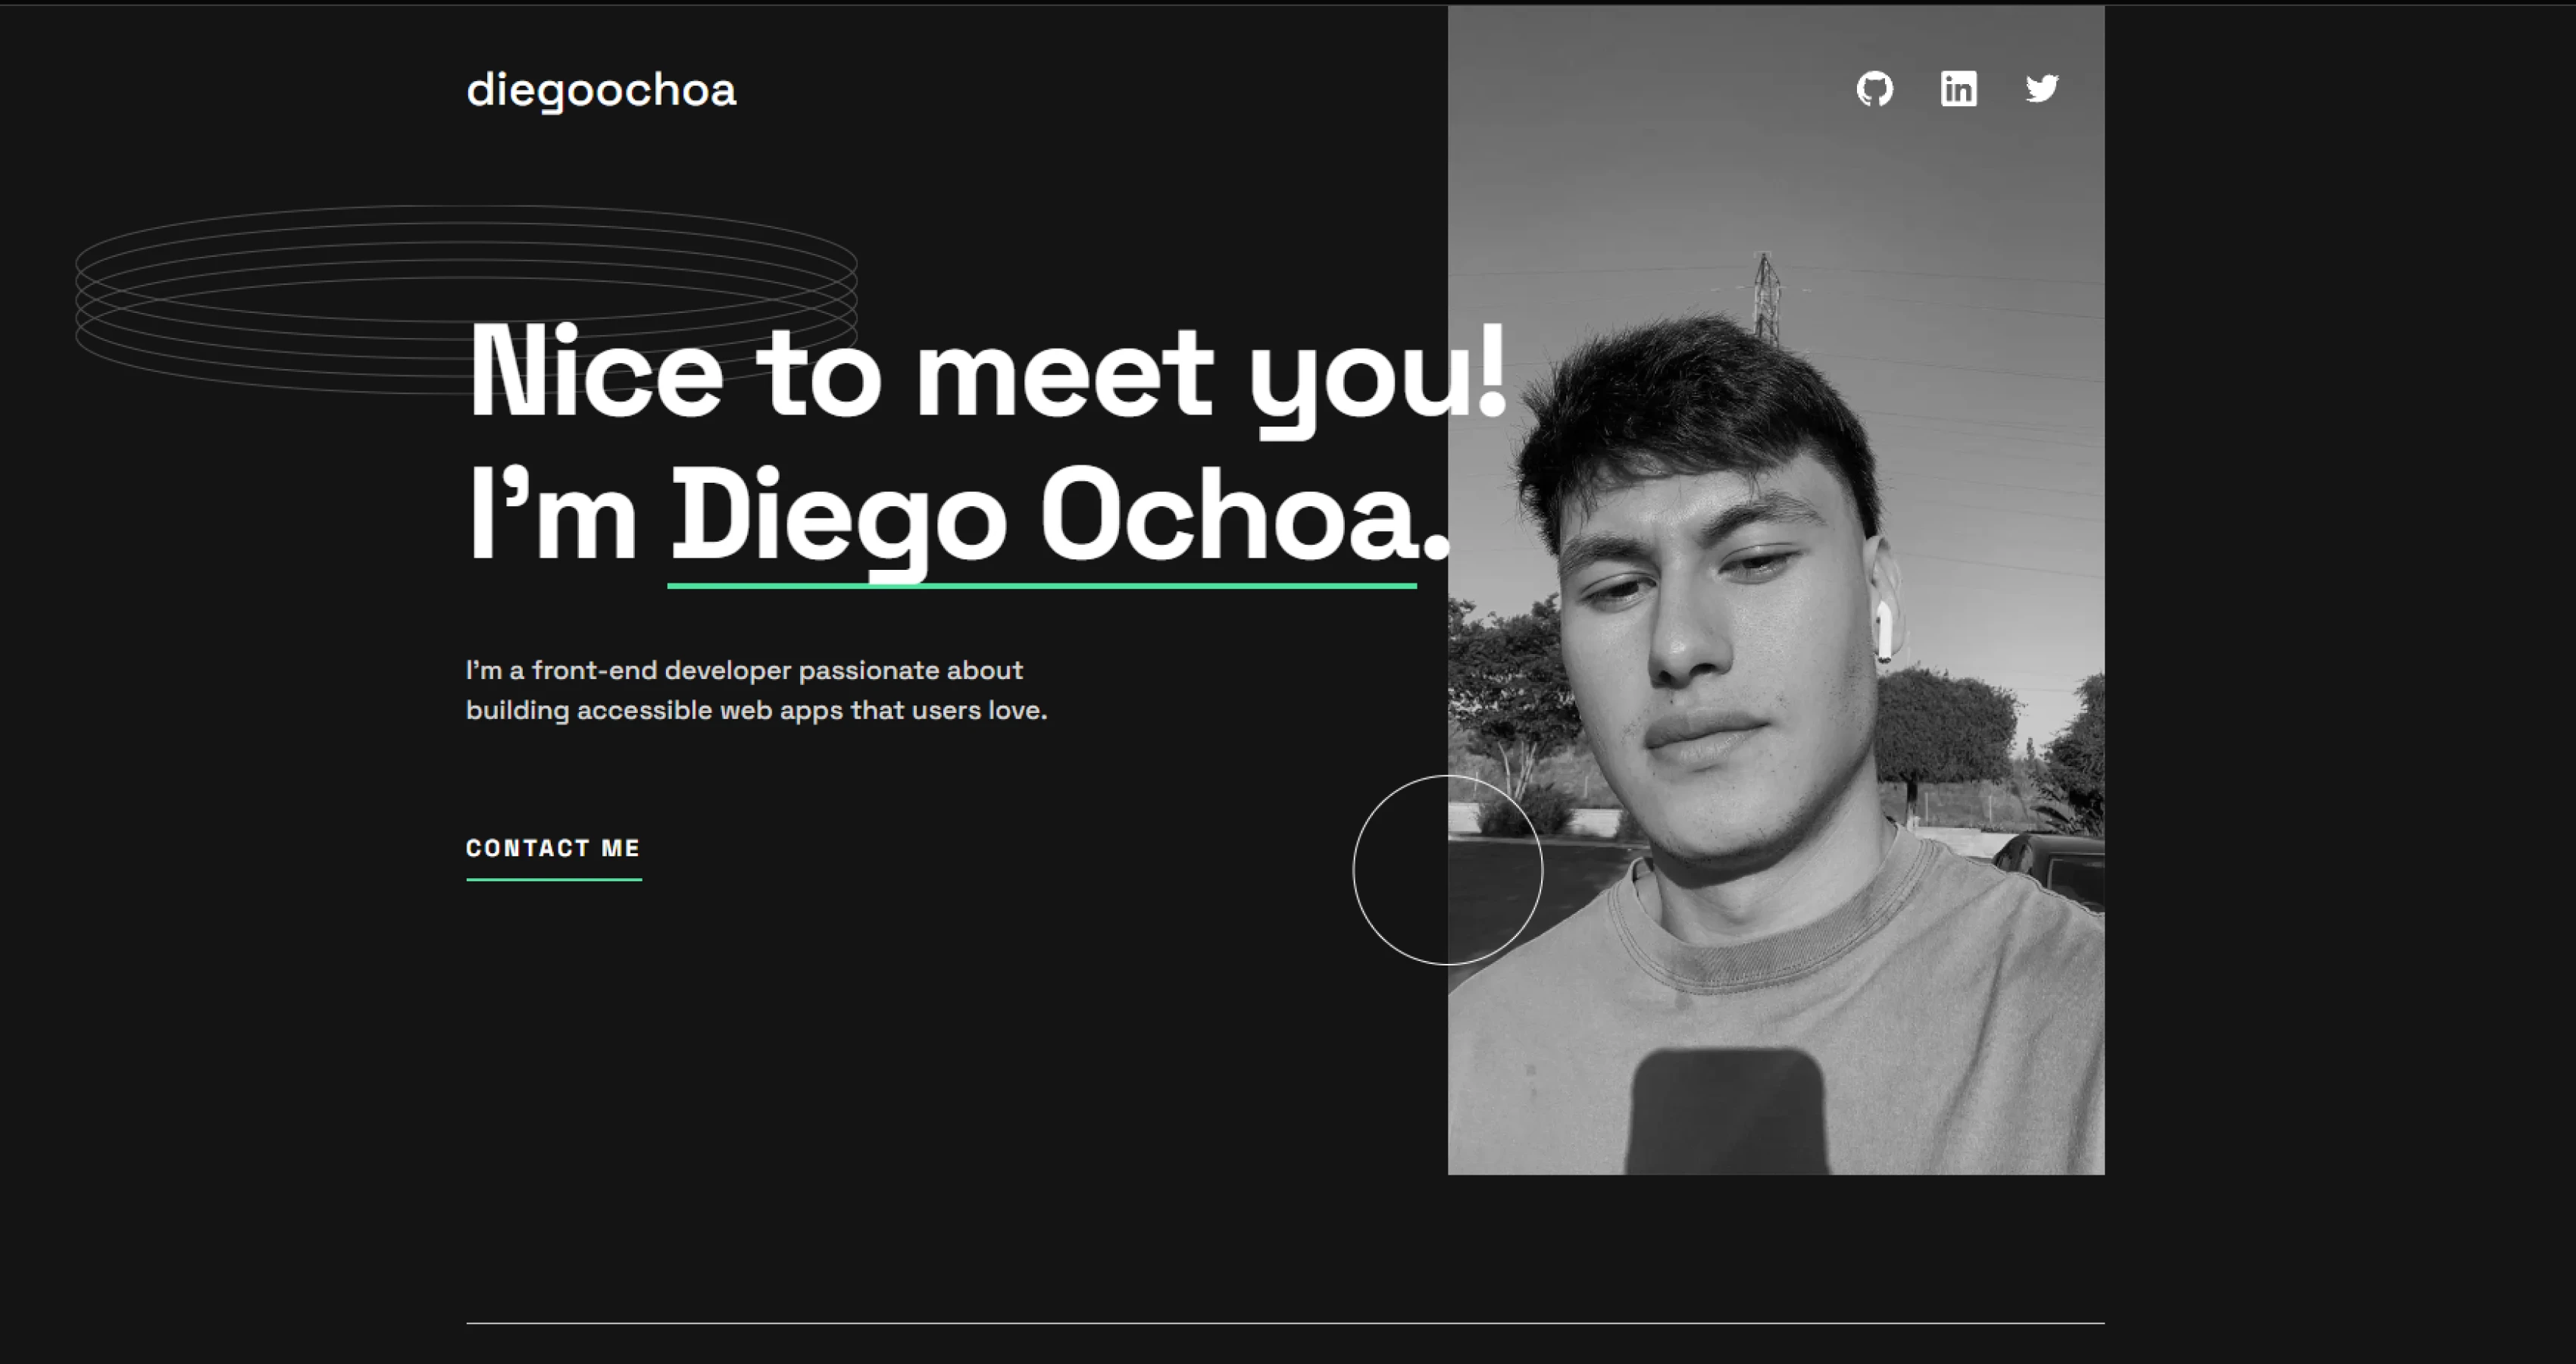 diegoochoa
Nice to meet you!
I’m Diego Ochoa.
I’m a front-end developer passionate about
building accessible web apps that users love.
CONTACT ME